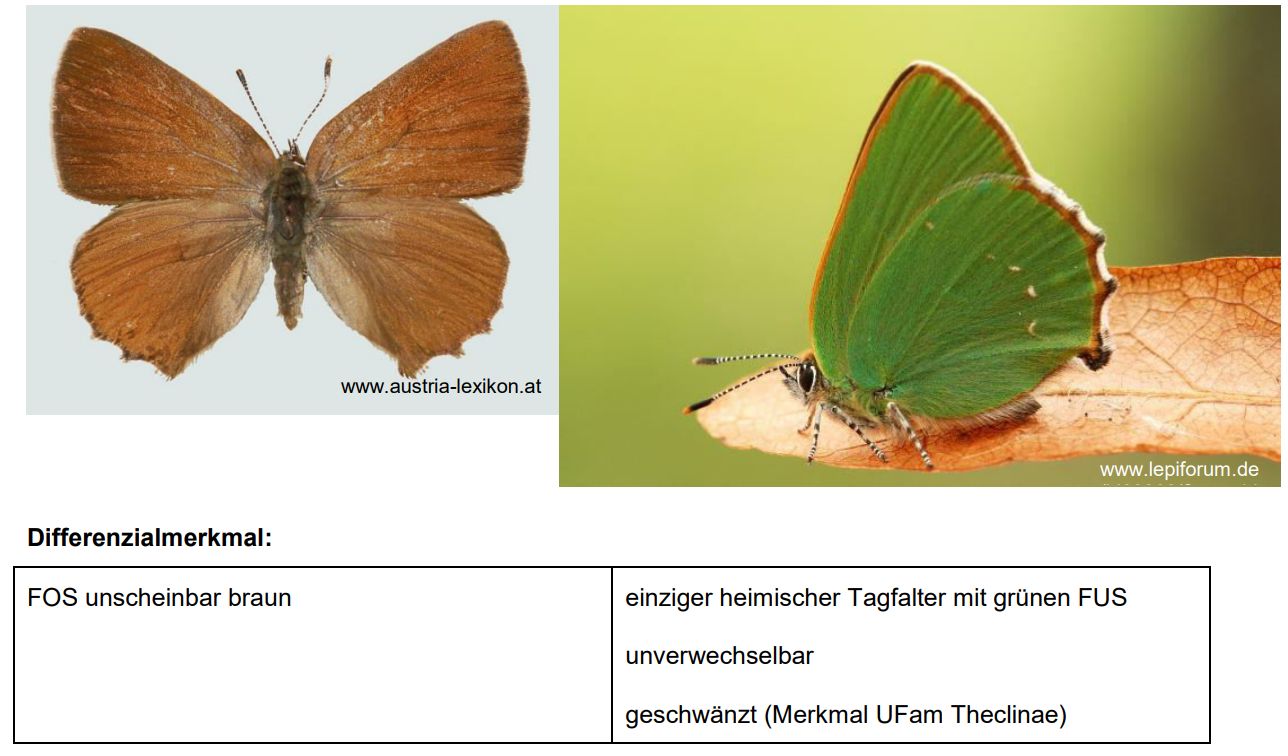 www.austria-lexikon.at
www.lepiforum.de
Differenzialmerkmal:
FOS unscheinbar braun
einziger heimischer Tagfalter mit grünen FUS
unverwechselbar
geschwänzt (Merkmal UFam Theclinae)